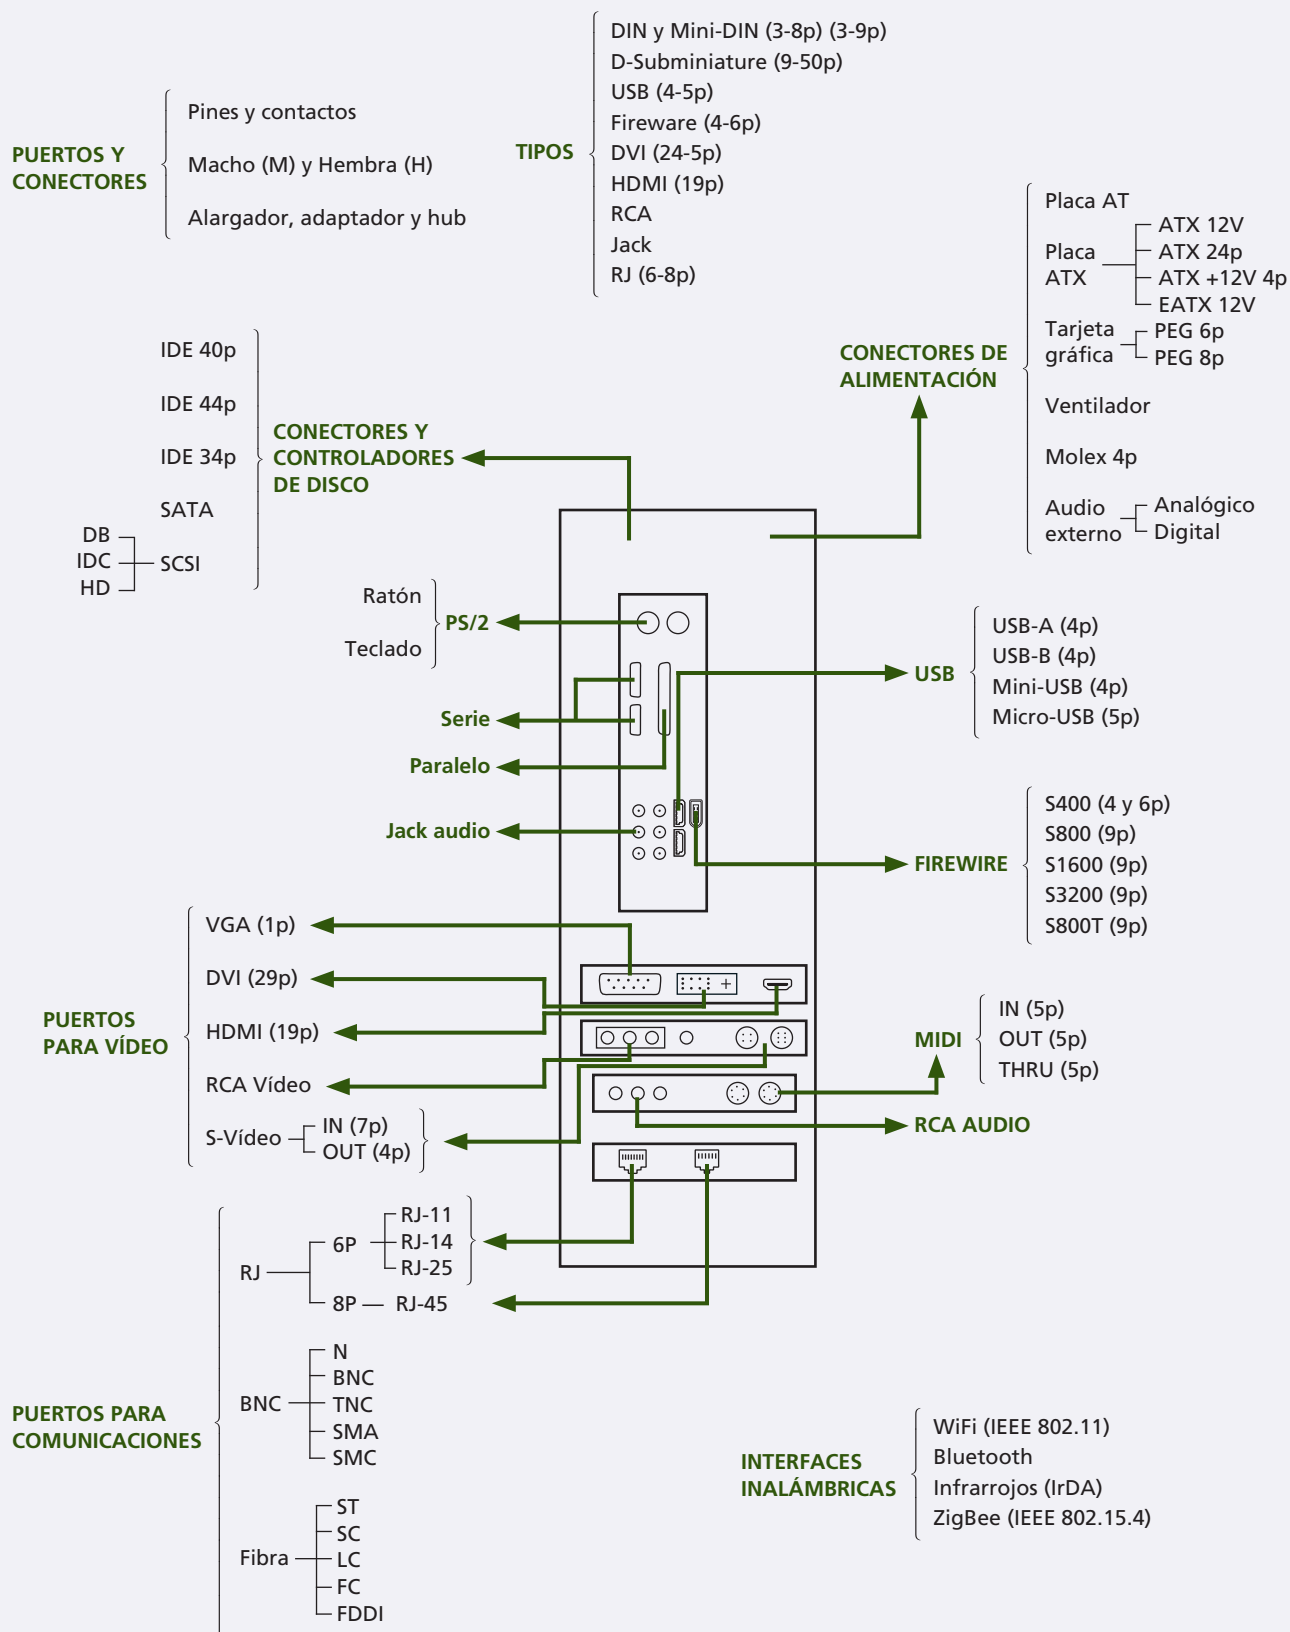 PUERTOS Y
CONECTORES
Pines y contactos
Macho (M) y Hembra (H)
Alargador, adaptador y hub
TIPOS
DIN y Mini-DIN (3-8p) (3-9p)
D-Subminiature (9-50p)
USB (4-5p)
Fireware (4-6p)
DVI (24-5p)
HDMI (19p)
RCA
Jack
RJ (6-8p)
CONECTORES DE
ALIMENTACIÓN
Placa AT
Placa
ATX
ATX 12V
ATX 24p
ATX +12V 4p
EATX 12V
Tarjeta
gráfica
PEG 6p
PEG 8p
Ventilador
Molex 4p
Audio
externo
Analógico
Digital
IDE 40p
IDE 44p
IDE 34p
SATA
SCSI
DB
IDC
HD
CONECTORES Y
CONTROLADORES
DE DISCO
Ratón
Teclado
PS/2
Serie
Paralelo
Jack audio
USB
USB-A (4p)
USB-B (4p)
Mini-USB (4p)
Micro-USB (5p)
FIREWIRE
S400 (4 y 6p)
S800 (9p)
S1600 (9p)
S3200 (9p)
S800T (9p)
PUERTOS
PARA VÍDEO
VGA (1p)
DVI (29p)
HDMI (19p)
RCA Vídeo
S-Vídeo
IN (7p)
OUT (4p)
MIDI
IN (5p)
OUT (5p)
THRU (5p)
RCA AUDIO
PUERTOS PARA
COMUNICACIONES
RJ
6P
RJ-11
RJ-14
RJ-25
8P
RJ-45
BNC
N
BNC
TNC
SMA
SMC
Fibra
ST
SC
LC
FC
FDDI
INTERFACES
INALÁMBRICAS
WiFi (IEEE 802.11)
Bluetooth
Infrarrojos (IrDA)
ZigBee (IEEE 802.15.4)